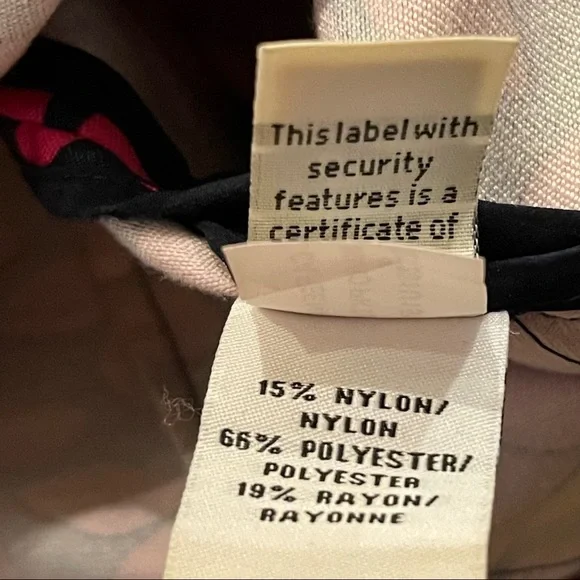 This label with
security
features is a
certificate of
15% NYLON/
NYLON
66% POLYESTER/
POLYESTER
19% RAYON/
RAYONNE